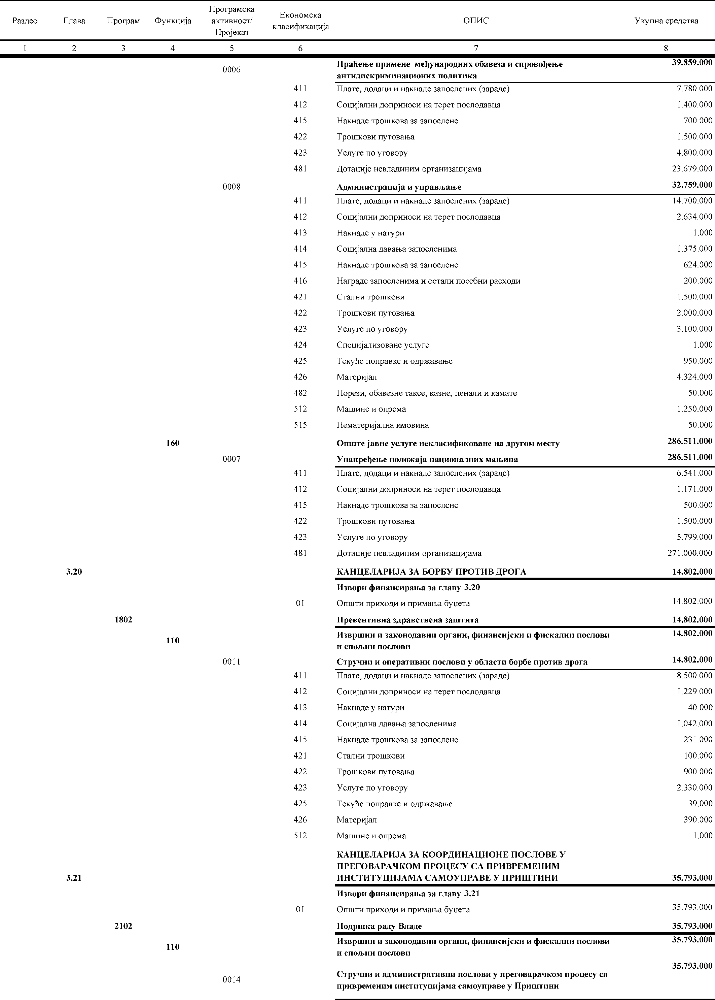 Раздео Глава Програм Функција Програмска активност/ Пројекат Економска класификација ОПИС Укупна средства
1 2 3 4 5 6 7 8
0006 Праћење примене међународних обавеза и спровођење 39.859.000
антидискриминационих политика
411 Плате, додаци и накнаде запослених (зараде) 7.780.000
412 Социјални доприноси на терет послодавца 1.400.000
415 Накнаде трошкова за запослене 700.000
422 Трошкови путовања 1.500.000
423 Услуге по уговору 4.800.000
481 Дотације невладиним организацијама 23.679.000
0008 Администрација и управљање 32.759.000
411 Плате, додаци и накнаде запослених (зараде) 14.700.000
412 Социјални доприноси на терет послодавца 2.634.000
413 Накнаде у натури 1.000
414 Социјална давања запосленима 1.375.000
415 Накнаде трошкова за запослене 624.000
416 Награде запосленима и остали посебни расходи 200.000
421 Стални трошкови 1.500.000
422 Трошкови путовања 2.000.000
423 Услуге по уговору 3.100.000
424 Специјализоване услуге 1.000
425 Текуће поправке и одржавање 950.000
426 Материјал 4.324.000
482 Порези, обавезне таксе, казне, пенали и камате 50.000
512 Машине и опрема 1.250.000
515 Нематеријална имовина 50.000
160 Опште јавне услуге некласификоване на другом месту 286.511.000
0007 Унапређење положаја националних мањина 286.511.000
411 Плате, додаци и накнаде запослених (зараде) 6.541.000
412 Социјални доприноси на терет послодавца 1.171.000
415 Накнаде трошкова за запослене 500.000
422 Трошкови путовања 1.500.000
423 Услуге по уговору 5.799.000
481 Дотације невладиним организацијама 271.000.000
3.20 КАНЦЕЛАРИЈА ЗА БОРБУ ПРОТИВ ДРОГА 14.802.000
Извори финансирања за главу 3.20
01 Општи приходи и примања буџета 14.802.000
1802 Превентивна здравствена заштита 14.802.000
110 Извршни и законодавни органи, финансијски и фискални послови 14.802.000
и спољни послови
0011 Стручни и оперативни послови у области борбе против дрога 14.802.000
411 Плате, додаци и накнаде запослених (зараде) 8.500.000
412 Социјални доприноси на терет послодавца 1.229.000
413 Накнаде у натури 40.000
414 Социјална давања запосленима 1.042.000
415 Накнаде трошкова за запослене 231.000
421 Стални трошкови 100.000
422 Трошкови путовања 900.000
423 Услуге по уговору 2.330.000
425 Текуће поправке и одржавање 39.000
426 Материјал 390.000
512 Машине и опрема 1.000
КАНЦЕЛАРИЈА ЗА КООРДИНАЦИОНЕ ПОСЛОВЕ У
ПРЕГОВАРАЧКОМ ПРОЦЕСУ СА ПРИВРЕМЕНИМ
3.21 ИНСТИТУЦИЈАМА САМОУПРАВЕ У ПРИШТИНИ 35.793.000
Извори финансирања за главу 3.21
01 Општи приходи и примања буџета 35.793.000
2102 Подршка раду Владе 35.793.000
110 Извршни и законодавни органи, финансијски и фискални послови 35.793.000
и спољни послови
0014 Стручни и административни послови у преговарачком процесу са 35.793.000
привременим институцијама самоуправе у Приштини